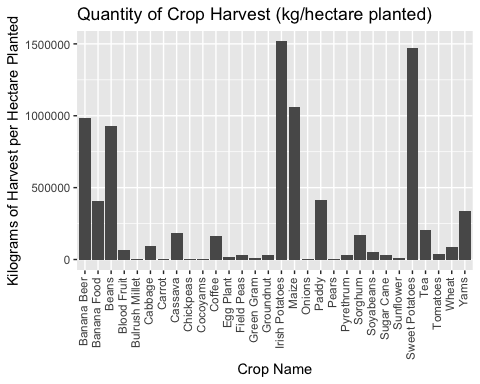 Quantity of Crop Harvest (kg/hectare planted)
Kilograms of Harvest per Hectare Planted
1500000
1000000
500000
0
Banana Beer
Banana Food
Beans
Blood Fruit
Bulrush Millet
Cabbage
Carrot
Cassava
Chickpeas
Cocoyams
Coffee
Egg Plant
Field Peas
Green Gram
Groundnut
Irish Potatoes
Maize
Onions
Paddy
Pears
Pyrethrum
Sorghum
Soyabeans
Sugar Cane
Sunflower
Sweet Potatoes
Tea
Tomatoes
Wheat
Yams
Crop Name